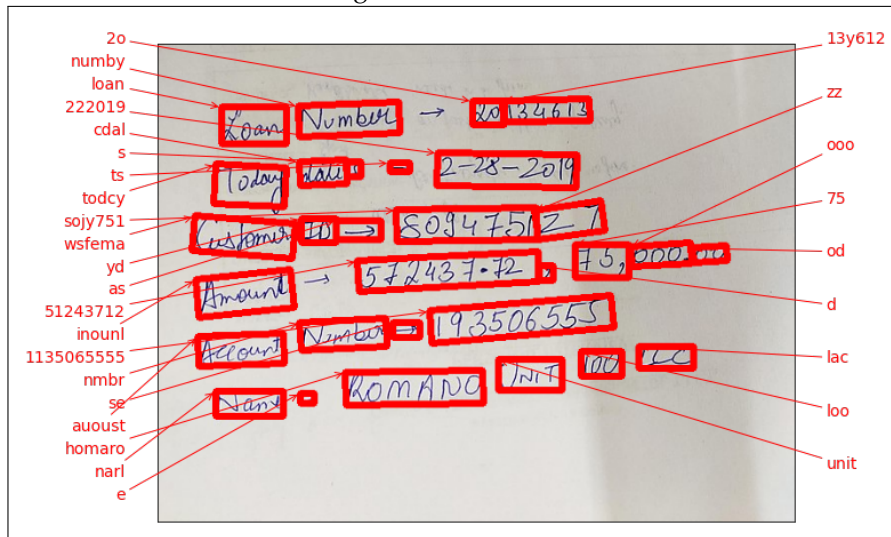 2o
numby
loan
222019
cdal
s
ts
todcy
sojy751
wsfema
yd
as
51243712
inounl
1135065555
nmbr
se
auoust
homaro
narl
e
Loan Number → 20134613
Today date - 2-28-2019
Customer ID → 809475127
Amount → 572437.72, 75,000.00
Account Number → 193506555
Name - ROMANO UNIT 100 LLC
13y612
zz
ooo
75
od
d
lac
loo
unit